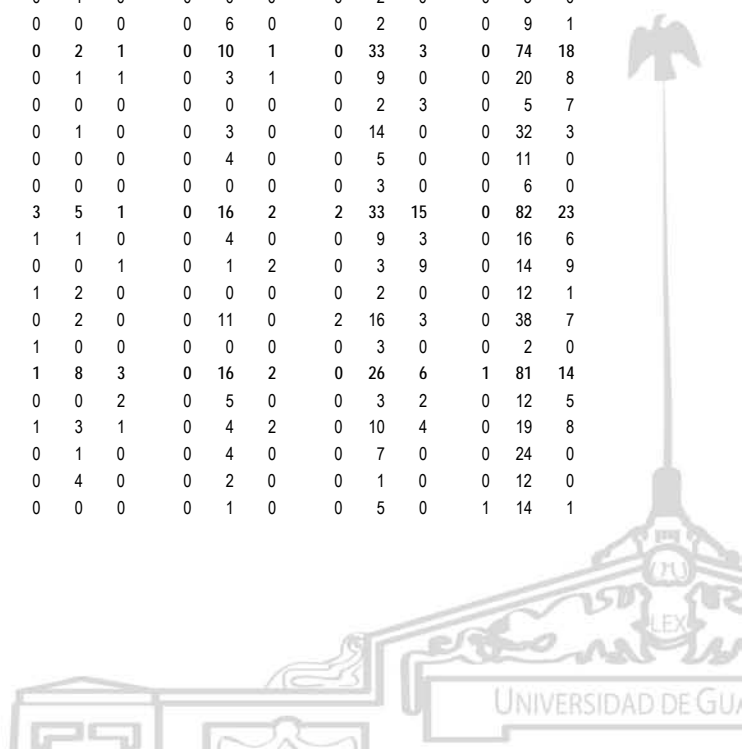 0 0 0 0 6 0 0 2 0 0 9 1
0 2 1 0 10 1 0 33 3 0 74 18
0 1 1 0 3 1 0 9 0 0 20 8
0 0 0 0 0 0 0 2 3 0 5 7
0 1 0 0 3 0 0 14 0 0 32 3
0 0 0 0 4 0 0 5 0 0 11 0
0 0 0 0 0 0 0 3 0 0 6 0
3 5 1 0 16 2 2 33 15 0 82 23
1 1 0 0 4 0 0 9 3 0 16 6
0 0 1 0 1 2 0 3 9 0 14 9
1 2 0 0 0 0 0 2 0 0 12 1
0 2 0 0 11 0 2 16 3 0 38 7
1 0 0 0 0 0 0 3 0 0 2 0
1 8 3 0 16 2 0 26 6 1 81 14
0 0 2 0 5 0 0 3 2 0 12 5
1 3 1 0 4 2 0 10 4 0 19 8
0 1 0 0 4 0 0 7 0 0 24 0
0 4 0 0 2 0 0 1 0 0 12 0
0 0 0 0 1 0 0 5 0 1 14 1
LEX
UNIVERSIDAD DE GUA